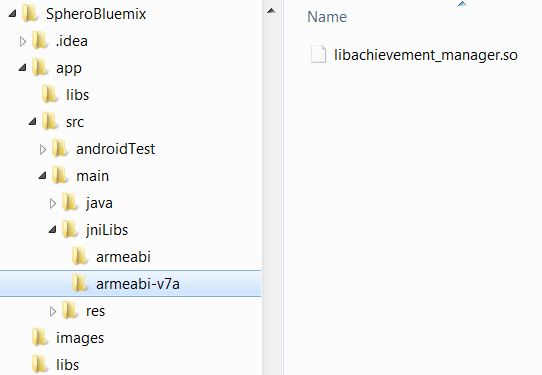 SpheroBluemix
.idea
app
libs
src
androidTest
main
java
jniLibs
armeabi
armeabi-v7a
res
images
libs
Name
libachievement_manager.so